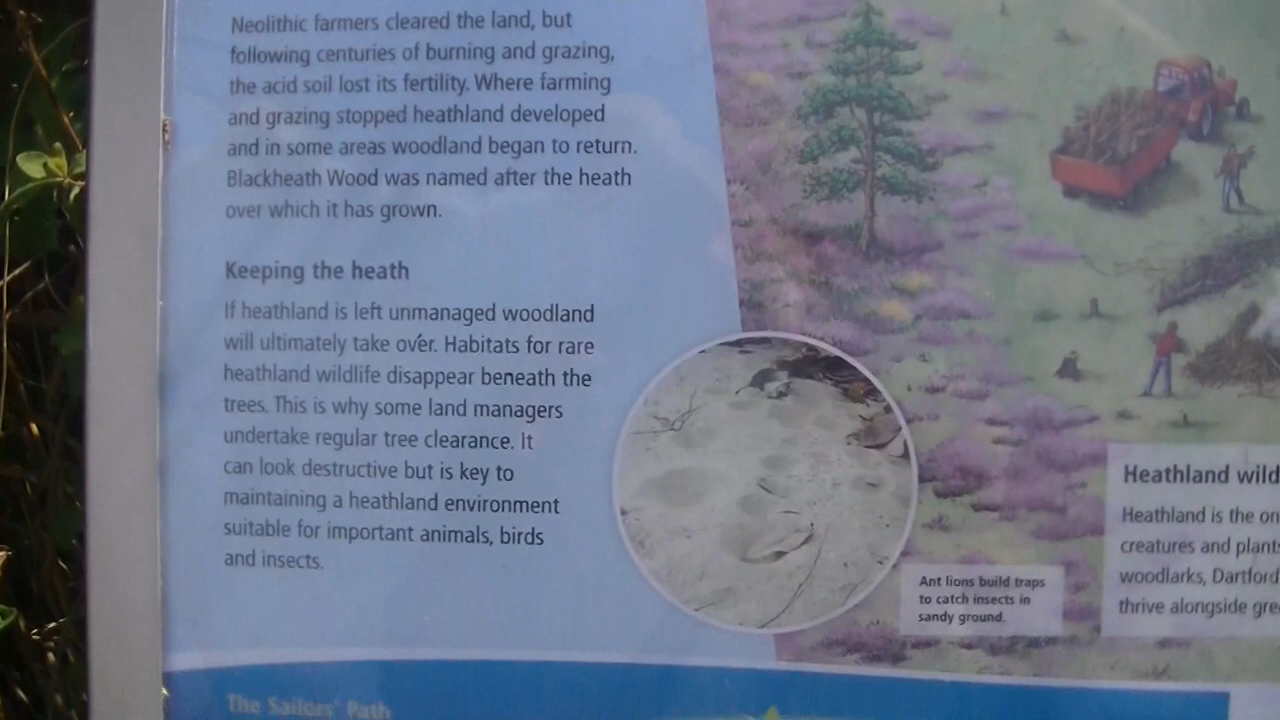 Neolithic farmers cleared the land, but
following centuries of burning and grazing,
the acid soil lost its fertility. Where farming
and grazing stopped heathland developed
and in some areas woodland began to return.
Blackheath Wood was named after the heath
over which it has grown.
Keeping the heath
If heathland is left unmanaged woodland
will ultimately take over. Habitats for rare
heathland wildlife disappear beneath the
trees. This is why some land managers
undertake regular tree clearance. It
can look destructive but is key to
maintaining a heathland environment
suitable for important animals, birds
and insects.
Ant lions build traps
to catch insects in
sandy ground.
Heathland wild
Heathland is the on
creatures and plant
woodlarks, Dartford
thrive alongside gre
The Sailors' Path